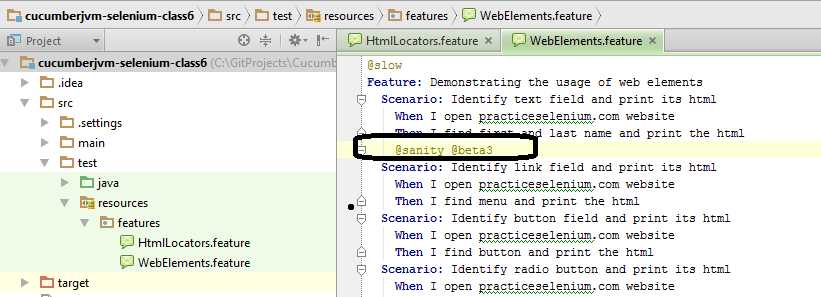 cucumberjvm-selenium-class6 src test resources features WebElements.feature
Project
HtmlLocators.feature WebElements.feature
cucumberjvm-selenium-class6 (C:\GitProjects\Cucumb
.idea
src
.settings
main
test
java
resources
features
HtmlLocators.feature
WebElements.feature
target
@slow
Feature: Demonstrating the usage of web elements
Scenario: Identify text field and print its html
When I open practiceselenium.com website
Then I find first and last name and print the html
@sanity @beta3
Scenario: Identify link field and print its html
When I open practiceselenium.com website
Then I find menu and print the html
Scenario: Identify button field and print its html
When I open practiceselenium.com website
Then I find button and print the html
Scenario: Identify radio button and print its html
When I open practiceselenium.com website